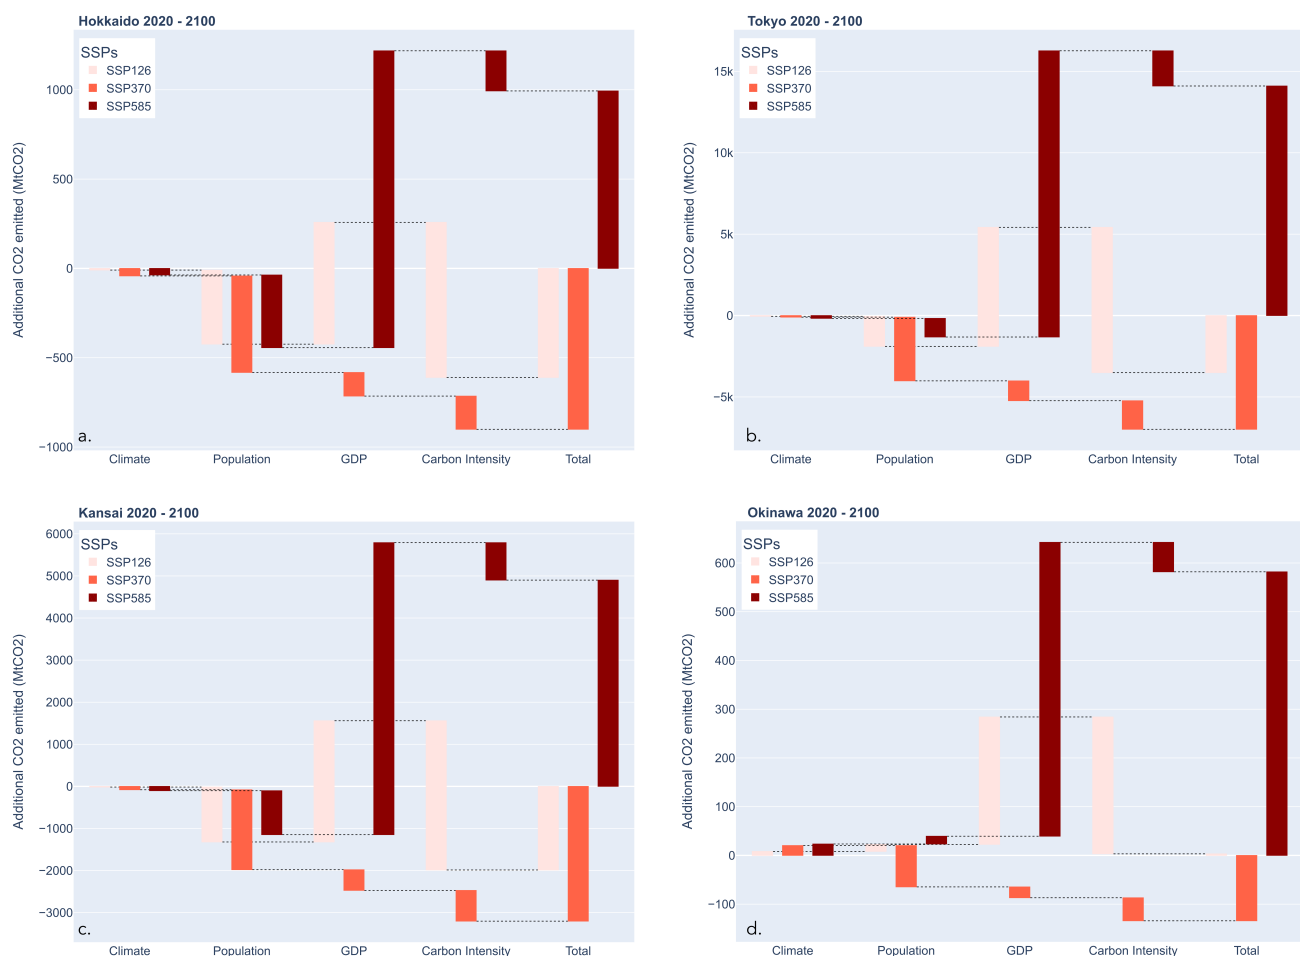 Hokkaido 2020 - 2100
SSPs
SSP126
SSP370
SSP585
Additional CO2 emitted (MtCO2)
1000
500
0
−500
−1000
a.
Climate Population GDP Carbon Intensity Total
Tokyo 2020 - 2100
SSPs
SSP126
SSP370
SSP585
Additional CO2 emitted (MtCO2)
15k
10k
5k
0
−5k
b.
Climate Population GDP Carbon Intensity Total
Kansai 2020 - 2100
SSPs
SSP126
SSP370
SSP585
Additional CO2 emitted (MtCO2)
6000
5000
4000
3000
2000
1000
0
−1000
−2000
−3000
c.
Climate Population GDP Carbon Intensity Total
Okinawa 2020 - 2100
SSPs
SSP126
SSP370
SSP585
Additional CO2 emitted (MtCO2)
600
500
400
300
200
100
0
−100
d.
Climate Population GDP Carbon Intensity Total